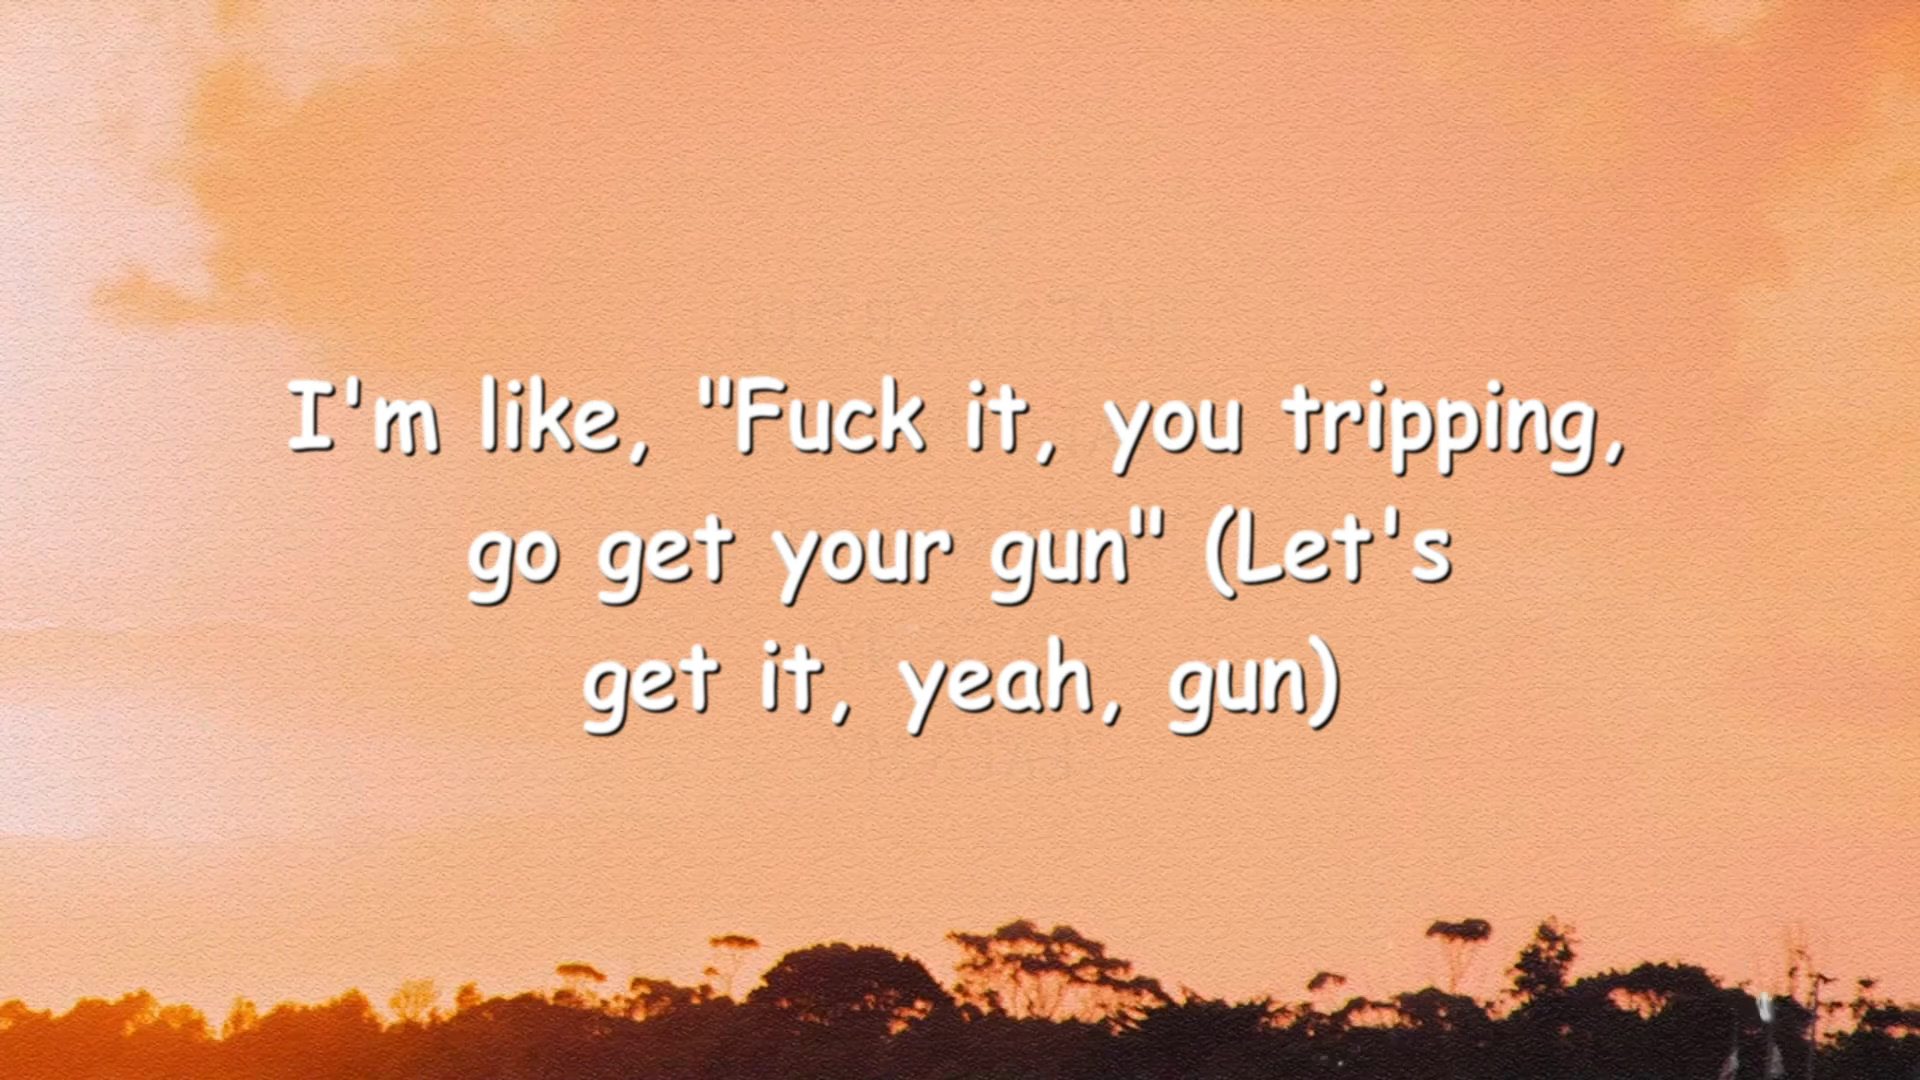 I'm like, "Fuck it, you tripping,
go get your gun" (Let's
get it, yeah, gun)